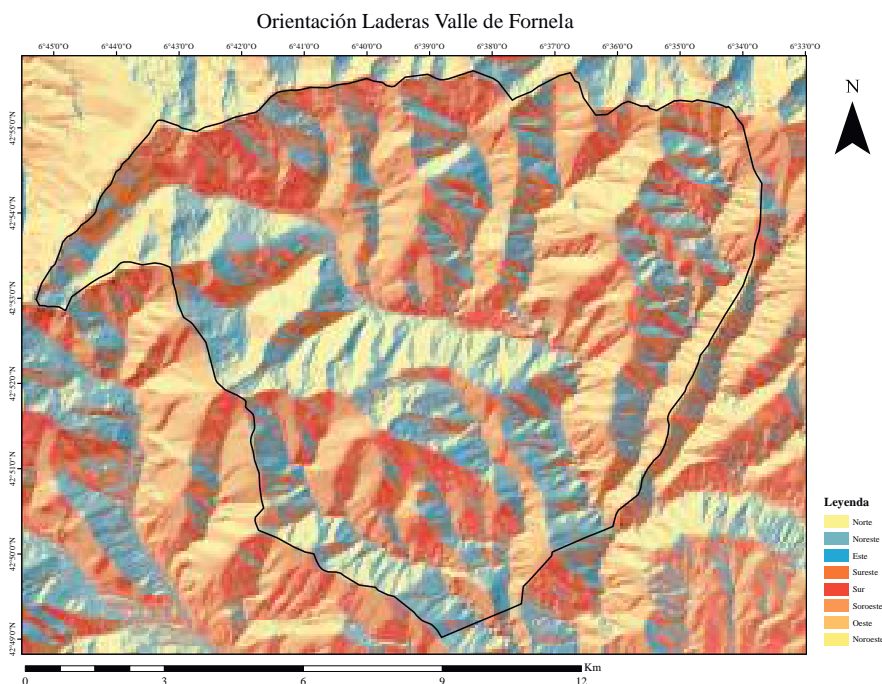 Orientación Laderas Valle de Fornela
6°45'0"O 6°44'0"O 6°43'0"O 6°42'0"O 6°41'0"O 6°40'0"O 6°39'0"O 6°38'0"O 6°37'0"O 6°36'0"O 6°35'0"O 6°34'0"O 6°33'0"O
N
42°55'0"N
42°54'0"N
42°53'0"N
42°52'0"N
42°51'0"N
42°50'0"N
42°49'0"N
Leyenda
Norte
Noreste
Este
Sureste
Sur
Soroeste
Oeste
Noroeste
Km
0 3 6 9 12